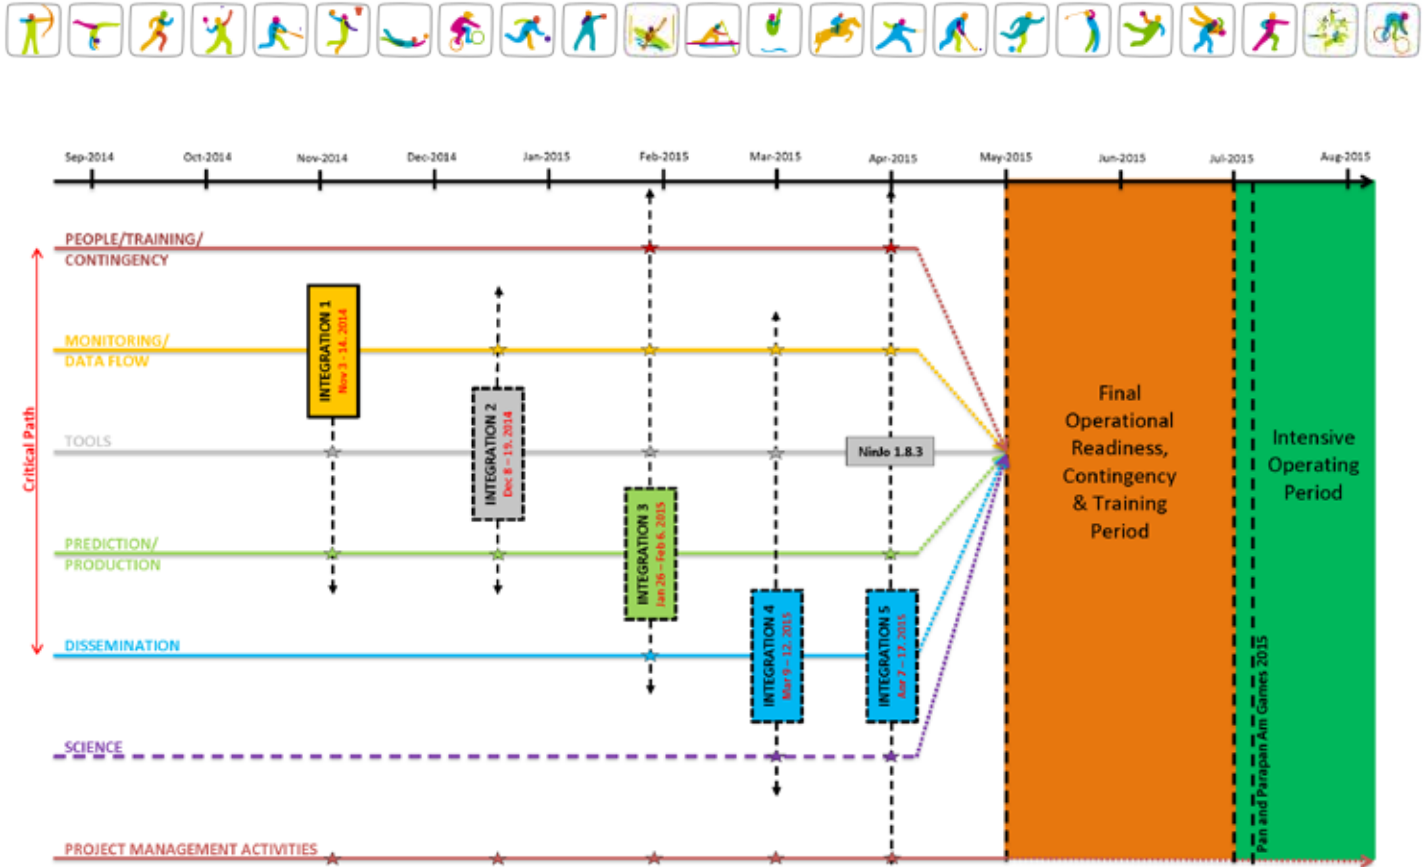 Sep-2014 Oct-2014 Nov-2014 Dec-2014 Jan-2015 Feb-2015 Mar-2015 Apr-2015 May-2015 Jun-2015 Jul-2015 Aug-2015
PEOPLE/TRAINING/
CONTINGENCY
MONITORING/
DATA FLOW
TOOLS
PREDICTION/
PRODUCTION
DISSEMINATION
SCIENCE
PROJECT MANAGEMENT ACTIVITIES
Critical Path
INTEGRATION 1
Nov 3 - 14, 2014
INTEGRATION 2
Dec 8 – 19, 2014
INTEGRATION 3
Jan 26 – Feb 6, 2015
INTEGRATION 4
Mar 9 – 12, 2015
INTEGRATION 5
Apr 7 – 17, 2015
NinJo 1.8.3
Final
Operational
Readiness,
Contingency
& Training
Period
Intensive
Operating
Period
Pan and Parapan Am Games 2015